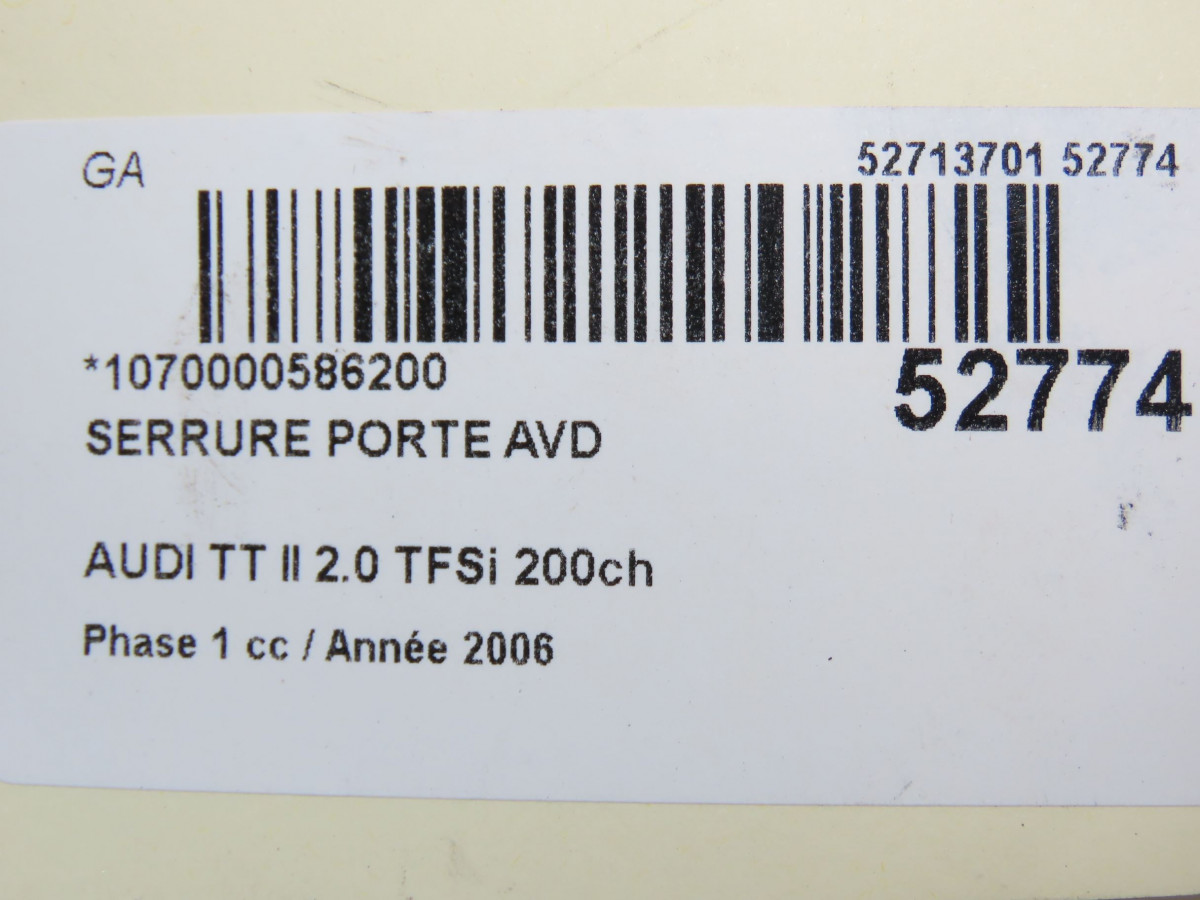 GA 52713701 52774
*1070000586200 52774
SERRURE PORTE AVD
AUDI TT II 2.0 TFSi 200ch
Phase 1 cc / Année 2006